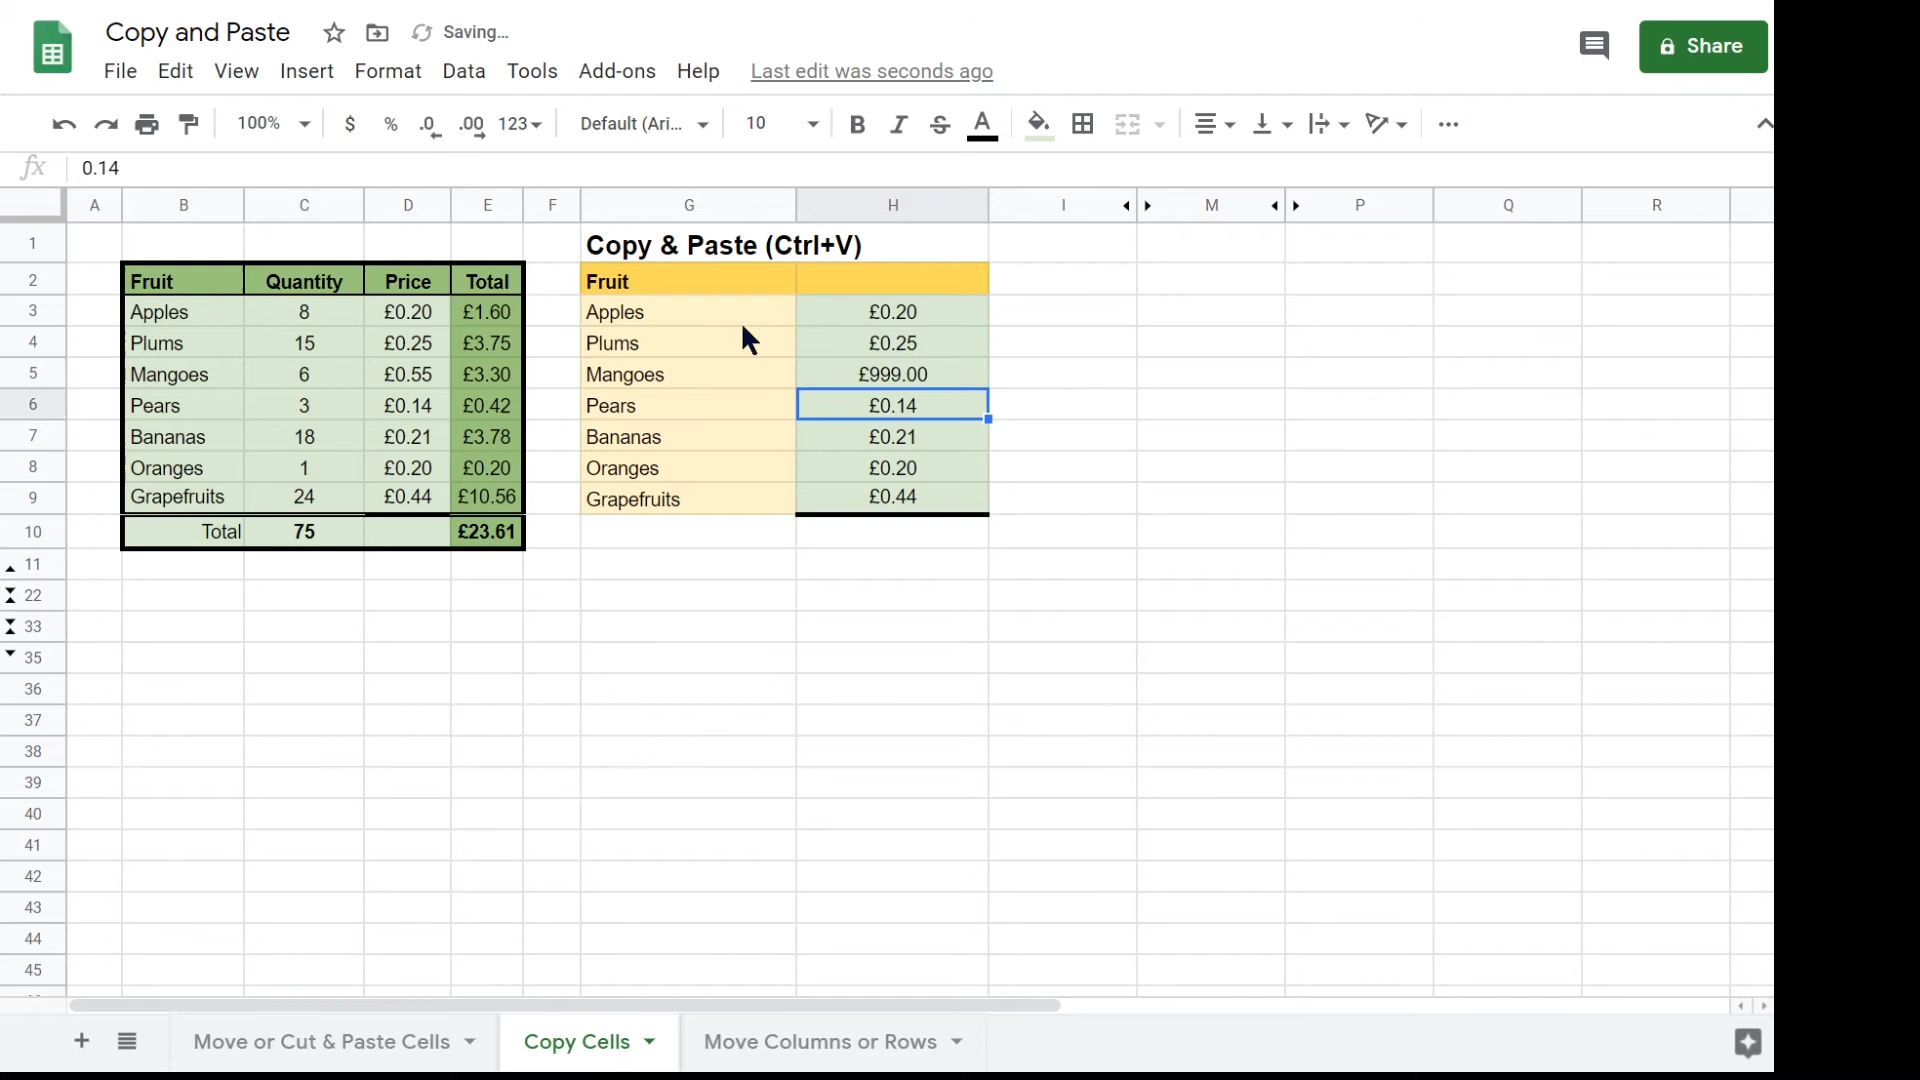 Copy and Paste Saving...
File Edit View Insert Format Data Tools Add-ons Help Last edit was seconds ago
Share
100% $ % .0 .00 123 Default (Ari... 10 B I S A
fx 0.14
A B C D E F G H I M P Q R
1 Copy & Paste (Ctrl+V)
2 Fruit Quantity Price Total Fruit
3 Apples 8 £0.20 £1.60 Apples £0.20
4 Plums 15 £0.25 £3.75 Plums £0.25
5 Mangoes 6 £0.55 £3.30 Mangoes £999.00
6 Pears 3 £0.14 £0.42 Pears £0.14
7 Bananas 18 £0.21 £3.78 Bananas £0.21
8 Oranges 1 £0.20 £0.20 Oranges £0.20
9 Grapefruits 24 £0.44 £10.56 Grapefruits £0.44
10 Total 75 £23.61
11
22
33
35
36
37
38
39
40
41
42
43
44
45
Move or Cut & Paste Cells Copy Cells Move Columns or Rows